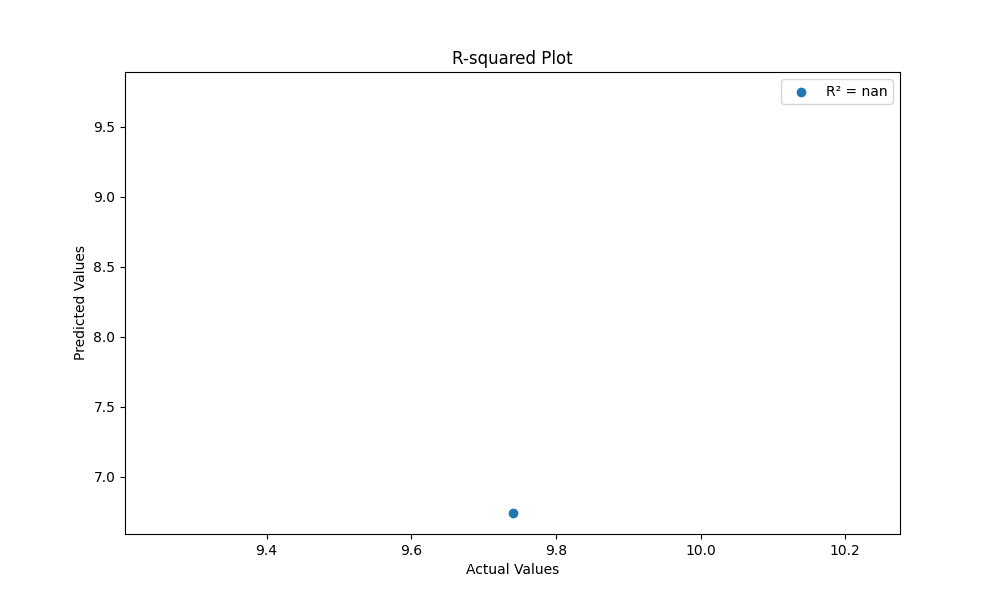 R-squared Plot
R² = nan
9.5
9.0
8.5
8.0
7.5
7.0
Predicted Values
9.4
9.6
9.8
10.0
10.2
Actual Values